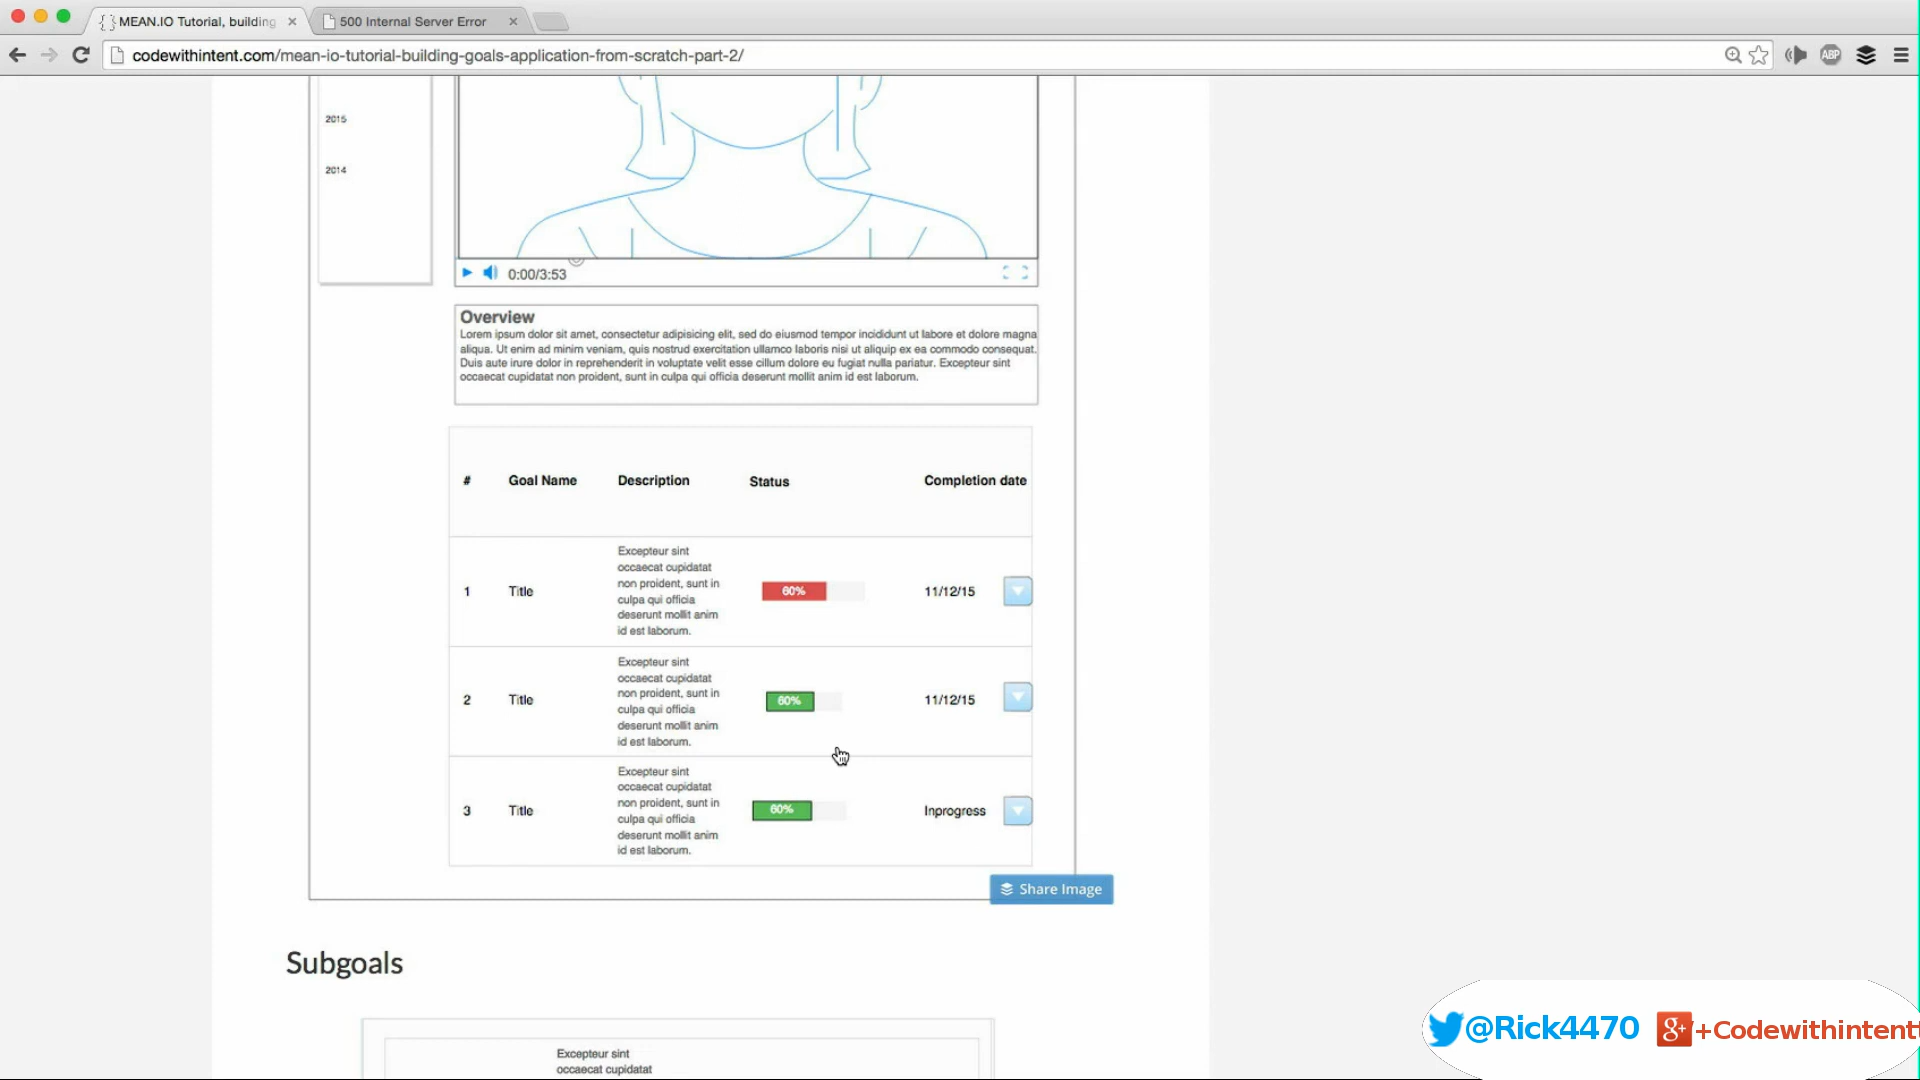 { } MEAN.IO Tutorial, building
500 Internal Server Error
codewithintent.com/mean-io-tutorial-building-goals-application-from-scratch-part-2/
ABP
2015
2014
0:00/3:53
Overview
Lorem ipsum dolor sit amet, consectetur adipisicing elit, sed do eiusmod tempor incididunt ut labore et dolore magna
aliqua. Ut enim ad minim veniam, quis nostrud exercitation ullamco laboris nisi ut aliquip ex ea commodo consequat.
Duis aute irure dolor in reprehenderit in voluptate velit esse cillum dolore eu fugiat nulla pariatur. Excepteur sint
occaecat cupidatat non proident, sunt in culpa qui officia deserunt mollit anim id est laborum.
# Goal Name Description Status Completion date
Excepteur sint
occaecat cupidatat
non proident, sunt in
1 Title 60% 11/12/15
culpa qui officia
deserunt mollit anim
id est laborum.
Excepteur sint
occaecat cupidatat
non proident, sunt in
2 Title 60% 11/12/15
culpa qui officia
deserunt mollit anim
id est laborum.
Excepteur sint
occaecat cupidatat
non proident, sunt in
3 Title 60% Inprogress
culpa qui officia
deserunt mollit anim
id est laborum.
Share Image
Subgoals
Excepteur sint
occaecat cupidatat
@Rick4470 g+ +Codewithintent